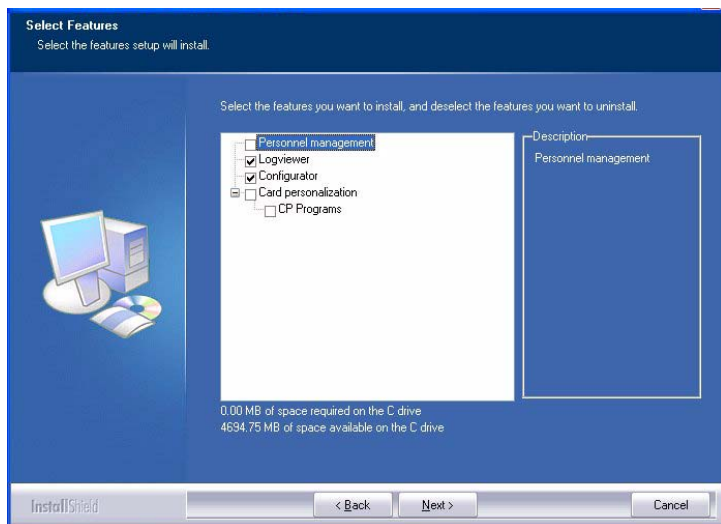 Select Features
Select the features setup will install.
Select the features you want to install, and deselect the features you want to uninstall.
Personnel management
Logviewer
Configurator
Card personalization
CP Programs
Description
Personnel management
0.00 MB of space required on the C drive
4694.75 MB of space available on the C drive
InstallShield
< Back
Next >
Cancel